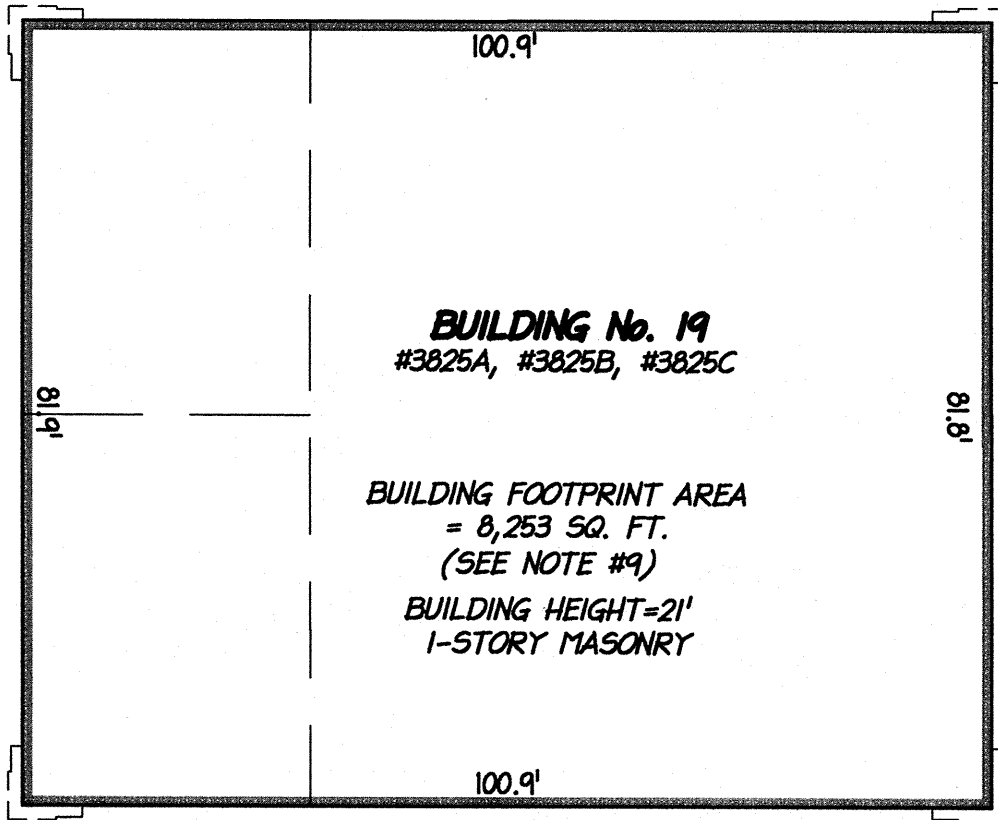 100.9'
BUILDING No. 19
#3825A, #3825B, #3825C
81.9'
81.8'
BUILDING FOOTPRINT AREA
= 8,253 SQ. FT.
(SEE NOTE #9)
BUILDING HEIGHT=21'
1-STORY MASONRY
100.9'